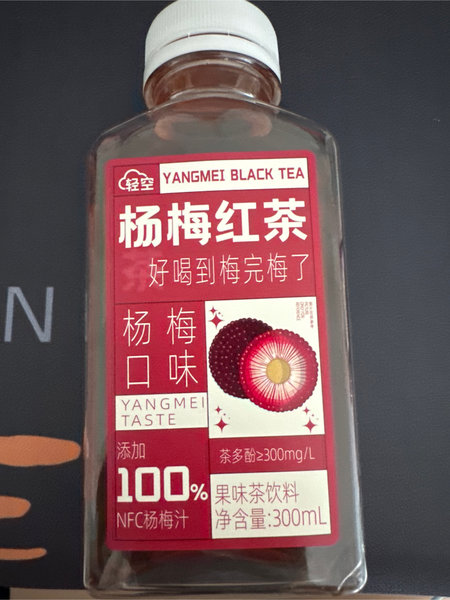 轻空
YANGMEI BLACK TEA
杨梅红茶
好喝到梅完梅了
杨梅
口味
YANGMEI
TASTE
添加
100%
NFC杨梅汁
茶多酚≥300mg/L
果味茶饮料
净含量:300mL
N